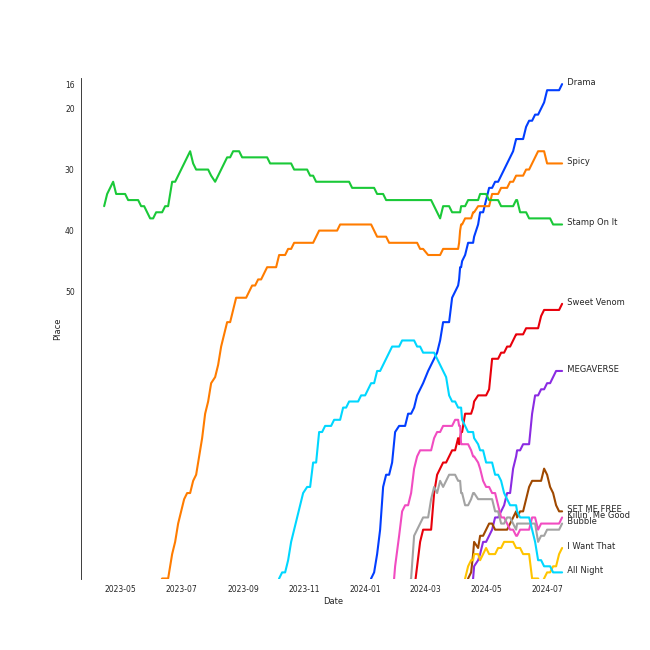 Drama
16
20
Spicy
30
Stamp On It
40
50
Sweet Venom
Place
MEGAVERSE
SET ME FREE
Killin' Me Good
Bubble
I Want That
All Night
2023-05 2023-07 2023-09 2023-11 2024-01 2024-03 2024-05 2024-07
Date